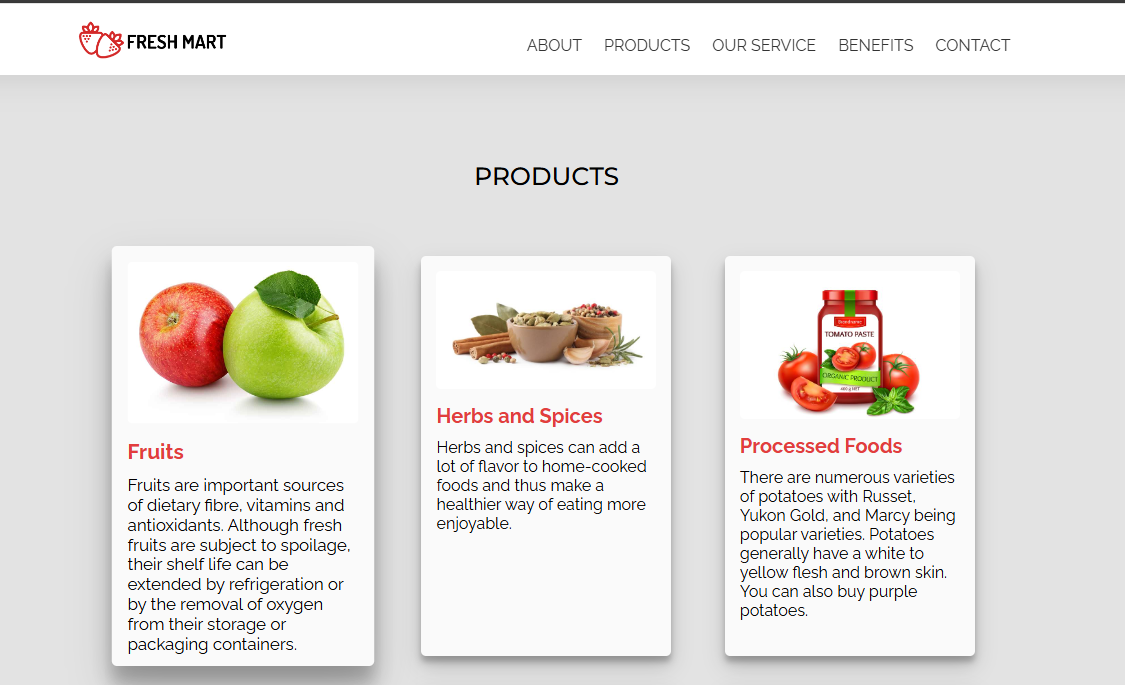 FRESH MART
ABOUT PRODUCTS OUR SERVICE BENEFITS CONTACT
PRODUCTS
Fruits
Fruits are important sources
of dietary fibre, vitamins and
antioxidants. Although fresh
fruits are subject to spoilage,
their shelf life can be
extended by refrigeration or
by the removal of oxygen
from their storage or
packaging containers.
Herbs and Spices
Herbs and spices can add a
lot of flavor to home-cooked
foods and thus make a
healthier way of eating more
enjoyable.
TOMATO PASTE
ORGANIC PRODUCT
Processed Foods
There are numerous varieties
of potatoes with Russet,
Yukon Gold, and Marcy being
popular varieties. Potatoes
generally have a white to
yellow flesh and brown skin.
You can also buy purple
potatoes.